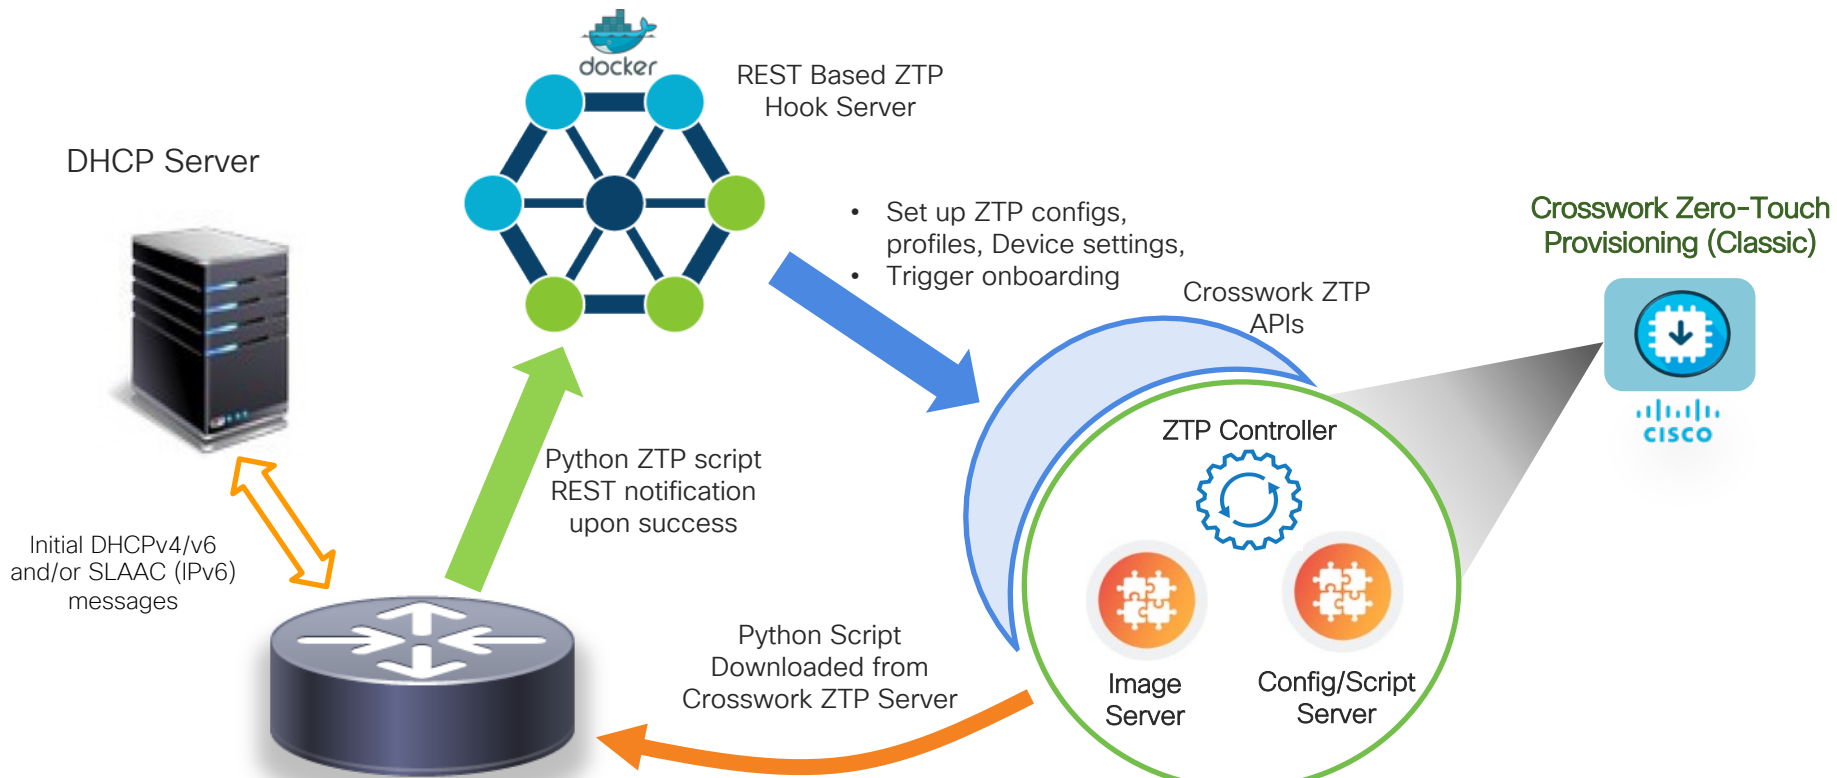 docker
REST Based ZTP
Hook Server
DHCP Server
• Set up ZTP configs,
profiles, Device settings,
• Trigger onboarding
Crosswork Zero-Touch
Provisioning (Classic)
Crosswork ZTP
APIs
CISCO
ZTP Controller
Python ZTP script
REST notification
upon success
Initial DHCPv4/v6
and/or SLAAC (IPv6)
messages
Python Script
Downloaded from
Crosswork ZTP Server
Image
Server
Config/Script
Server